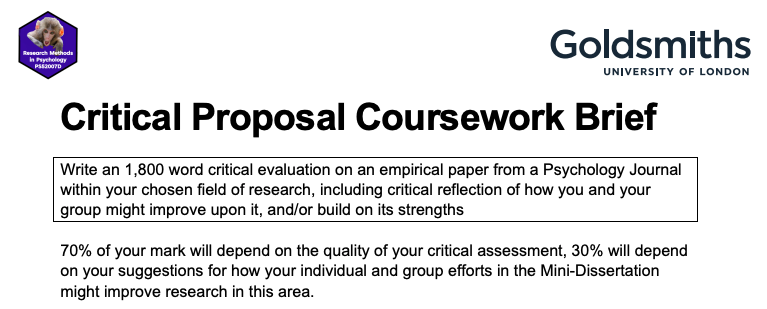 Research Methods
in Psychology
PS52007D
Goldsmiths
UNIVERSITY OF LONDON
Critical Proposal Coursework Brief
Write an 1,800 word critical evaluation on an empirical paper from a Psychology Journal
within your chosen field of research, including critical reflection of how you and your
group might improve upon it, and/or build on its strengths
70% of your mark will depend on the quality of your critical assessment, 30% will depend
on your suggestions for how your individual and group efforts in the Mini-Dissertation
might improve research in this area.